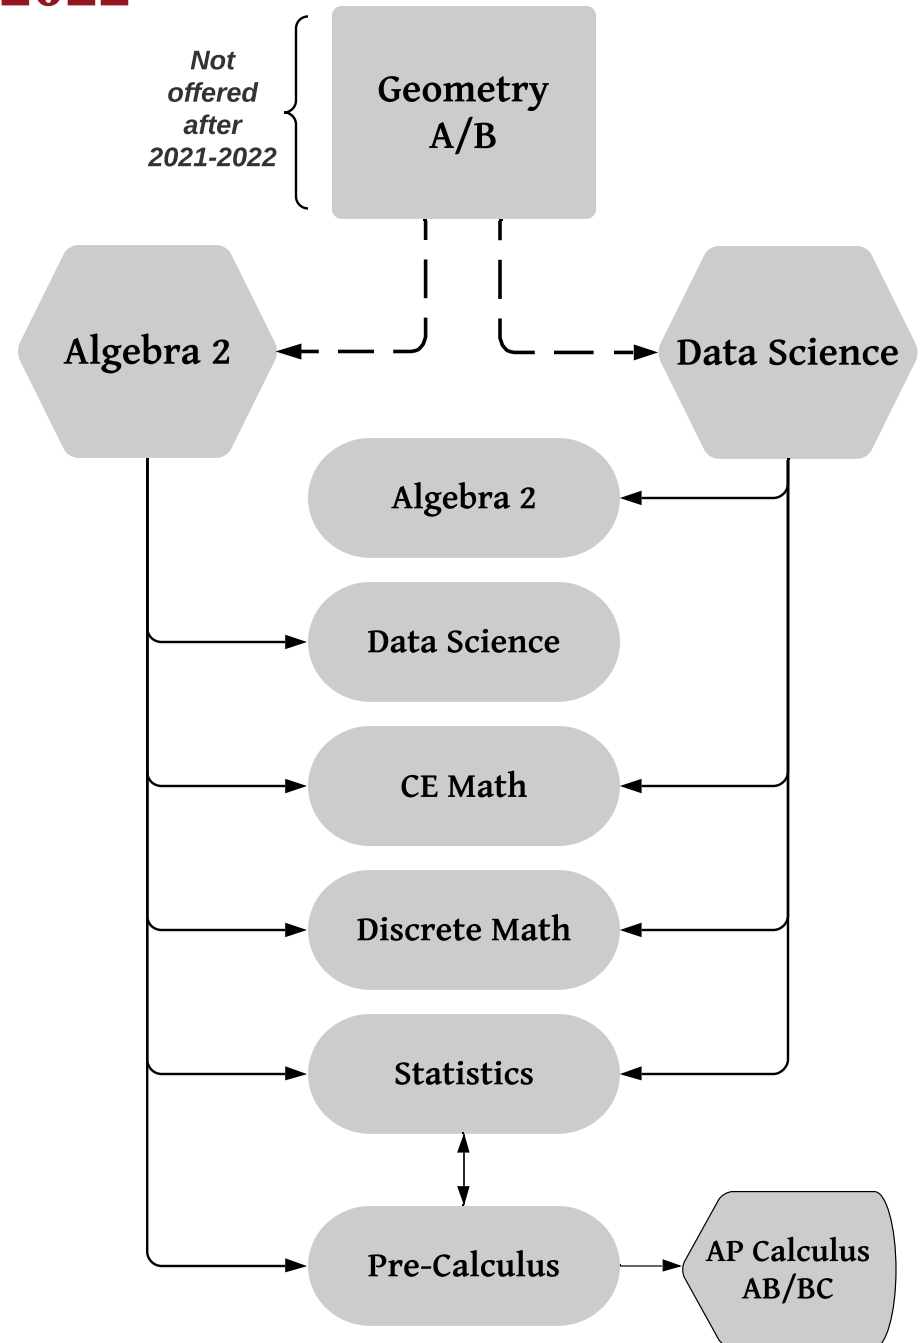 2022
Not
offered
after
2021-2022
Geometry
A/B
Algebra 2
Data Science
Algebra 2
Data Science
CE Math
Discrete Math
Statistics
Pre-Calculus
AP Calculus
AB/BC